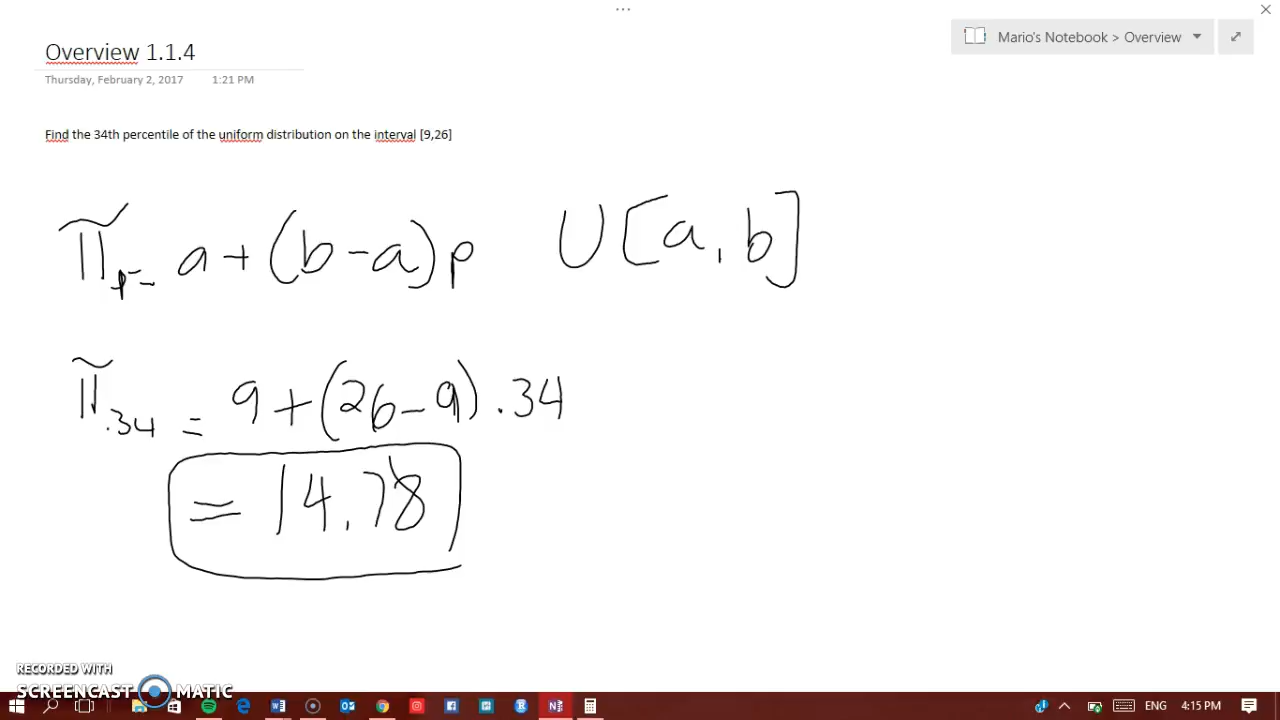 Overview 1.1.4
Mario's Notebook > Overview
Thursday, February 2, 2017 1:21 PM
Find the 34th percentile of the uniform distribution on the interval [9,26]
π̃p = a + (b - a) p U [a, b]
π̃.34 = 9 + (26 - 9) .34
= 14.78
RECORDED WITH
SCREENCAST MATIC
ENG 4:15 PM